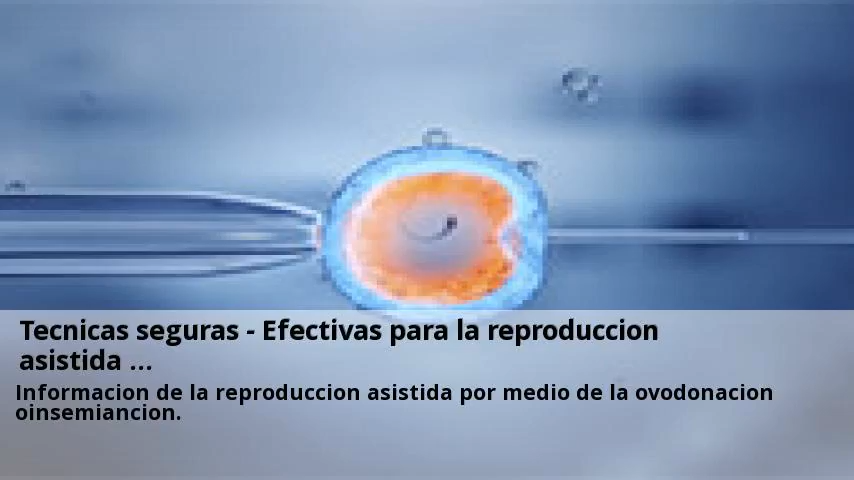 Tecnicas seguras - Efectivas para la reproduccion
asistida ...
Informacion de la reproduccion asistida por medio de la ovodonacion
oinsemiancion.